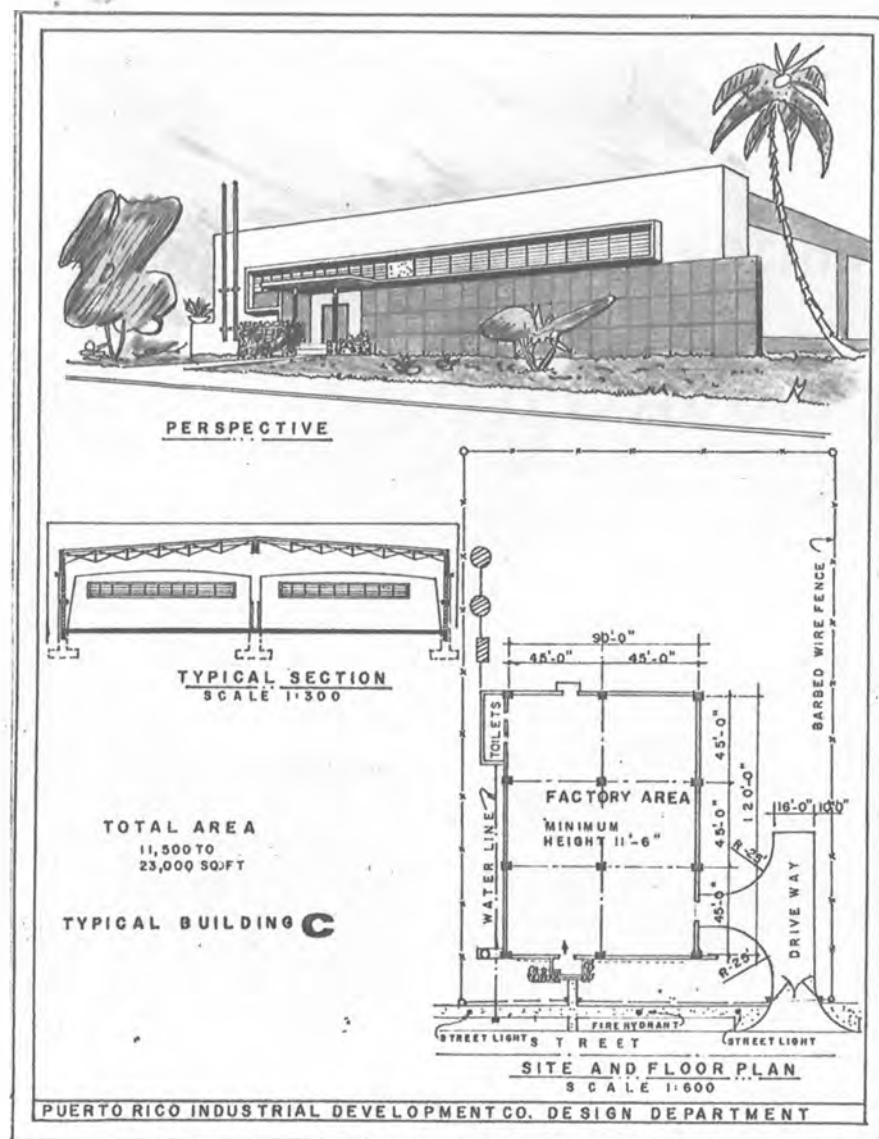 PERSPECTIVE
TYPICAL SECTION
SCALE 1:300
TOTAL AREA
11,500 TO
23,000 SQ.FT
TYPICAL BUILDING C
BARBED WIRE FENCE
90'-0"
45'-0" 45'-0"
TOILETS
45'-0"
120'-0"
FACTORY AREA
MINIMUM
HEIGHT 11'-6"
45'-0"
16'-0" 10'0"
WATER LINE
R-25'
45'-0"
DRIVE WAY
R-25'
FIRE HYDRANT
STREET LIGHT STREET STREET LIGHT
SITE AND FLOOR PLAN
SCALE 1:600
PUERTO RICO INDUSTRIAL DEVELOPMENT CO. DESIGN DEPARTMENT